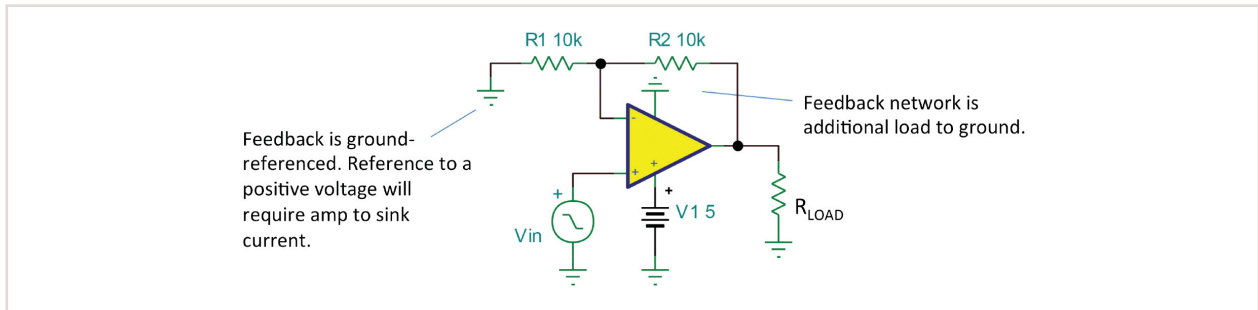 R1 10k
R2 10k
Feedback network is
additional load to ground.
Feedback is ground-
referenced. Reference to a
positive voltage will
require amp to sink
current.
-
+
+
+
+
Vin
V1 5
RLOAD